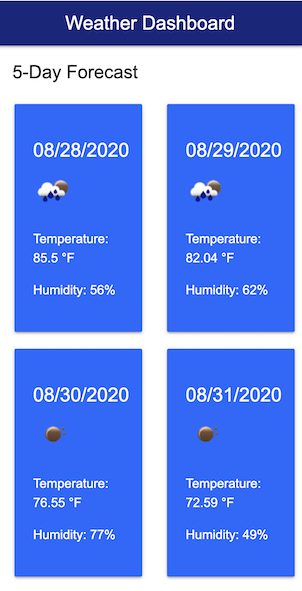 Weather Dashboard
5-Day Forecast
08/28/2020
Temperature:
85.5 °F
Humidity: 56%
08/29/2020
Temperature:
82.04 °F
Humidity: 62%
08/30/2020
Temperature:
76.55 °F
Humidity: 77%
08/31/2020
Temperature:
72.59 °F
Humidity: 49%